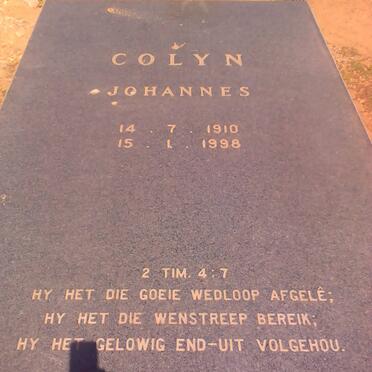 COLYN
JOHANNES
14 . 7 . 1910
15 . 1 . 1998
2 TIM. 4:7
HY HET DIE GOEIE WEDLOOP AFGELÊ;
HY HET DIE WENSTREEP BEREIK;
HY HET GELOWIG END-UIT VOLGEHOU.